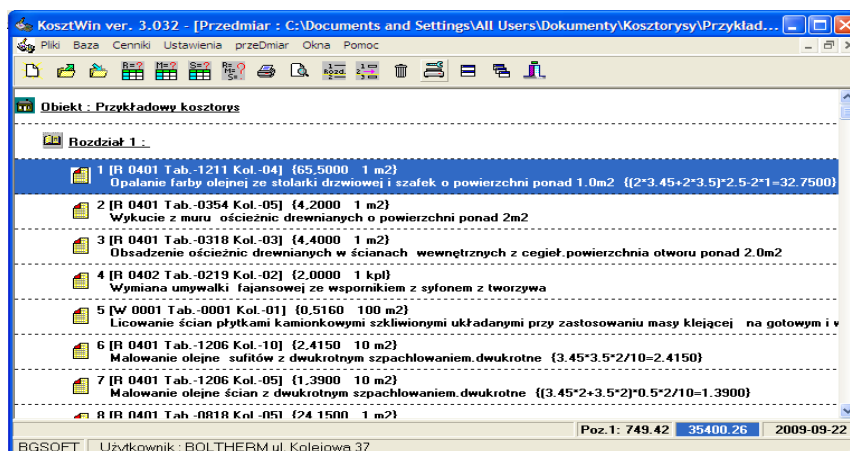 KosztWin ver. 3.032 - [Przedmiar : C:\Documents and Settings\All Users\Dokumenty\Kosztorysy\Przykład...
Pliki Baza Cenniki Ustawienia przeDmiar Okna Pomoc
Obiekt : Przykładowy kosztorys
Rozdział 1 :
1 [R 0401 Tab.-1211 Kol.-04] {65,5000 1 m2}
Opalanie farby olejnej ze stolarki drzwiowej i szafek o powierzchni ponad 1.0m2 {(2*3.45+2*3.5)*2.5-2*1=32.7500}
2 [R 0401 Tab.-0354 Kol.-05] {4,2000 1 m2}
Wykucie z muru ościeżnic drewnianych o powierzchni ponad 2m2
3 [R 0401 Tab.-0318 Kol.-03] {4,4000 1 m2}
Obsadzenie ościeżnic drewnianych w ścianach wewnętrznych z cegieł.powierzchnia otworu ponad 2.0m2
4 [R 0402 Tab.-0219 Kol.-02] {2,0000 1 kpl}
Wymiana umywalki fajansowej ze wspornikiem z syfonem z tworzywa
5 [W 0001 Tab.-0001 Kol.-01] {0,5160 100 m2}
Licowanie ścian płytkami kamionkowymi szkliwionymi układanymi przy zastosowaniu masy klejącej na gotowym i w
6 [R 0401 Tab.-1206 Kol.-10] {2,4150 10 m2}
Malowanie olejne sufitów z dwukrotnym szpachlowaniem.dwukrotne {3.45*3.5*2/10=2.4150}
7 [R 0401 Tab.-1206 Kol.-05] {1,3900 10 m2}
Malowanie olejne ścian z dwukrotnym szpachlowaniem.dwukrotne {(3.45*2+3.5*2)*0.5*2/10=1.3900}
8 [R 0401 Tab.-0818 Kol.-05] {24,1500 1 m2}
Poz.1: 749.42 35400.26 2009-09-22
BGSOFT Użytkownik : BOLTHERM ul. Kolejowa 37